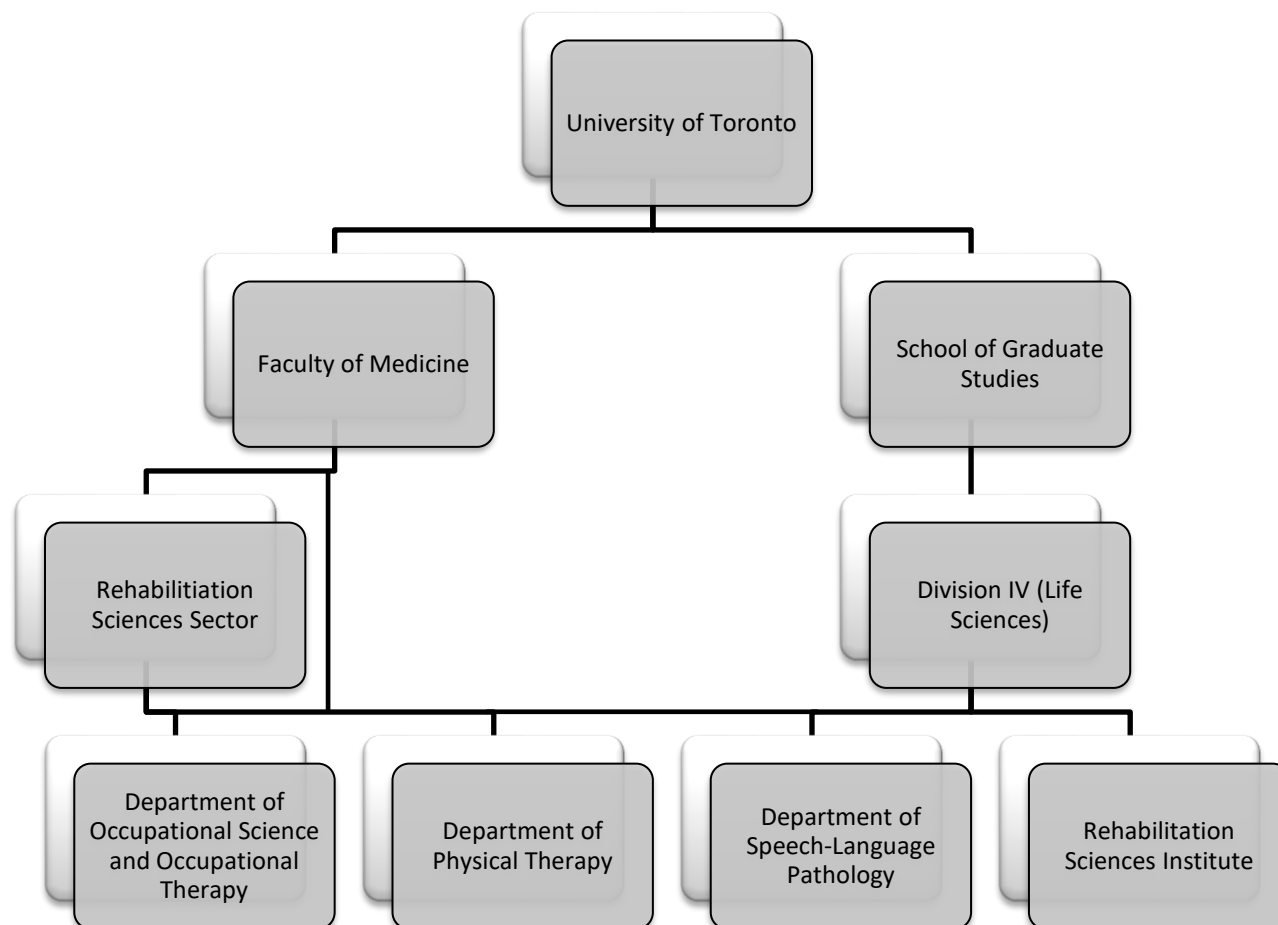 University of Toronto
Faculty of Medicine
School of Graduate
Studies
Rehabilitiation
Sciences Sector
Division IV (Life
Sciences)
Department of
Occupational Science
and Occupational
Therapy
Department of
Physical Therapy
Department of
Speech-Language
Pathology
Rehabilitation
Sciences Institute